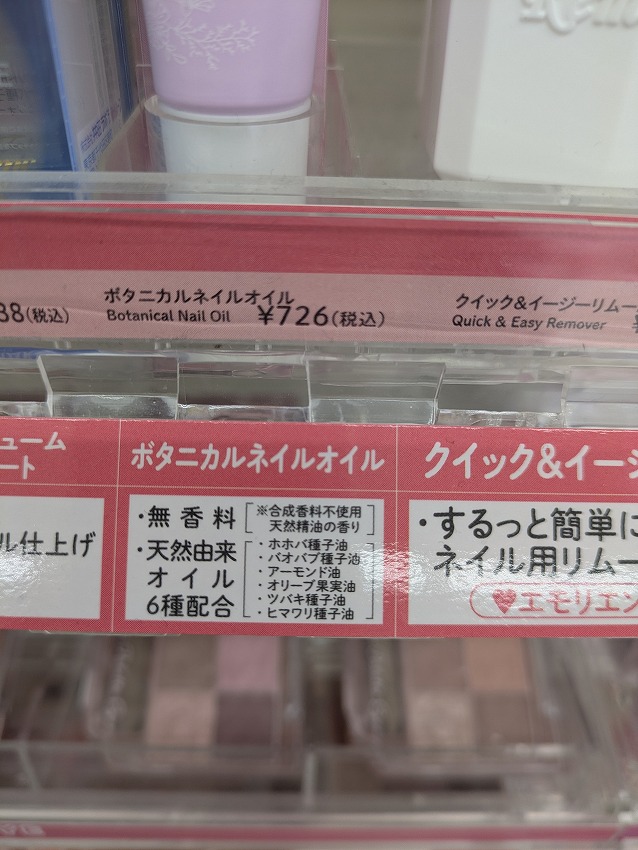 38(税込)
ボタニカルネイルオイル
Botanical Nail Oil ¥726(税込)
クイック&イージーリムー
Quick & Easy Remover
ューム
ート
ル仕上げ
ボタニカルネイルオイル
・無香料
※合成香料不使用
天然精油の香り
・天然由来
オイル
6種配合
・ホホバ種子油
・バオバブ種子油
・アーモンド油
・オリーブ果実油
・ツバキ種子油
・ヒマワリ種子油
クイック&イー
・するっと簡単に
ネイル用リムー
♥エモリエン